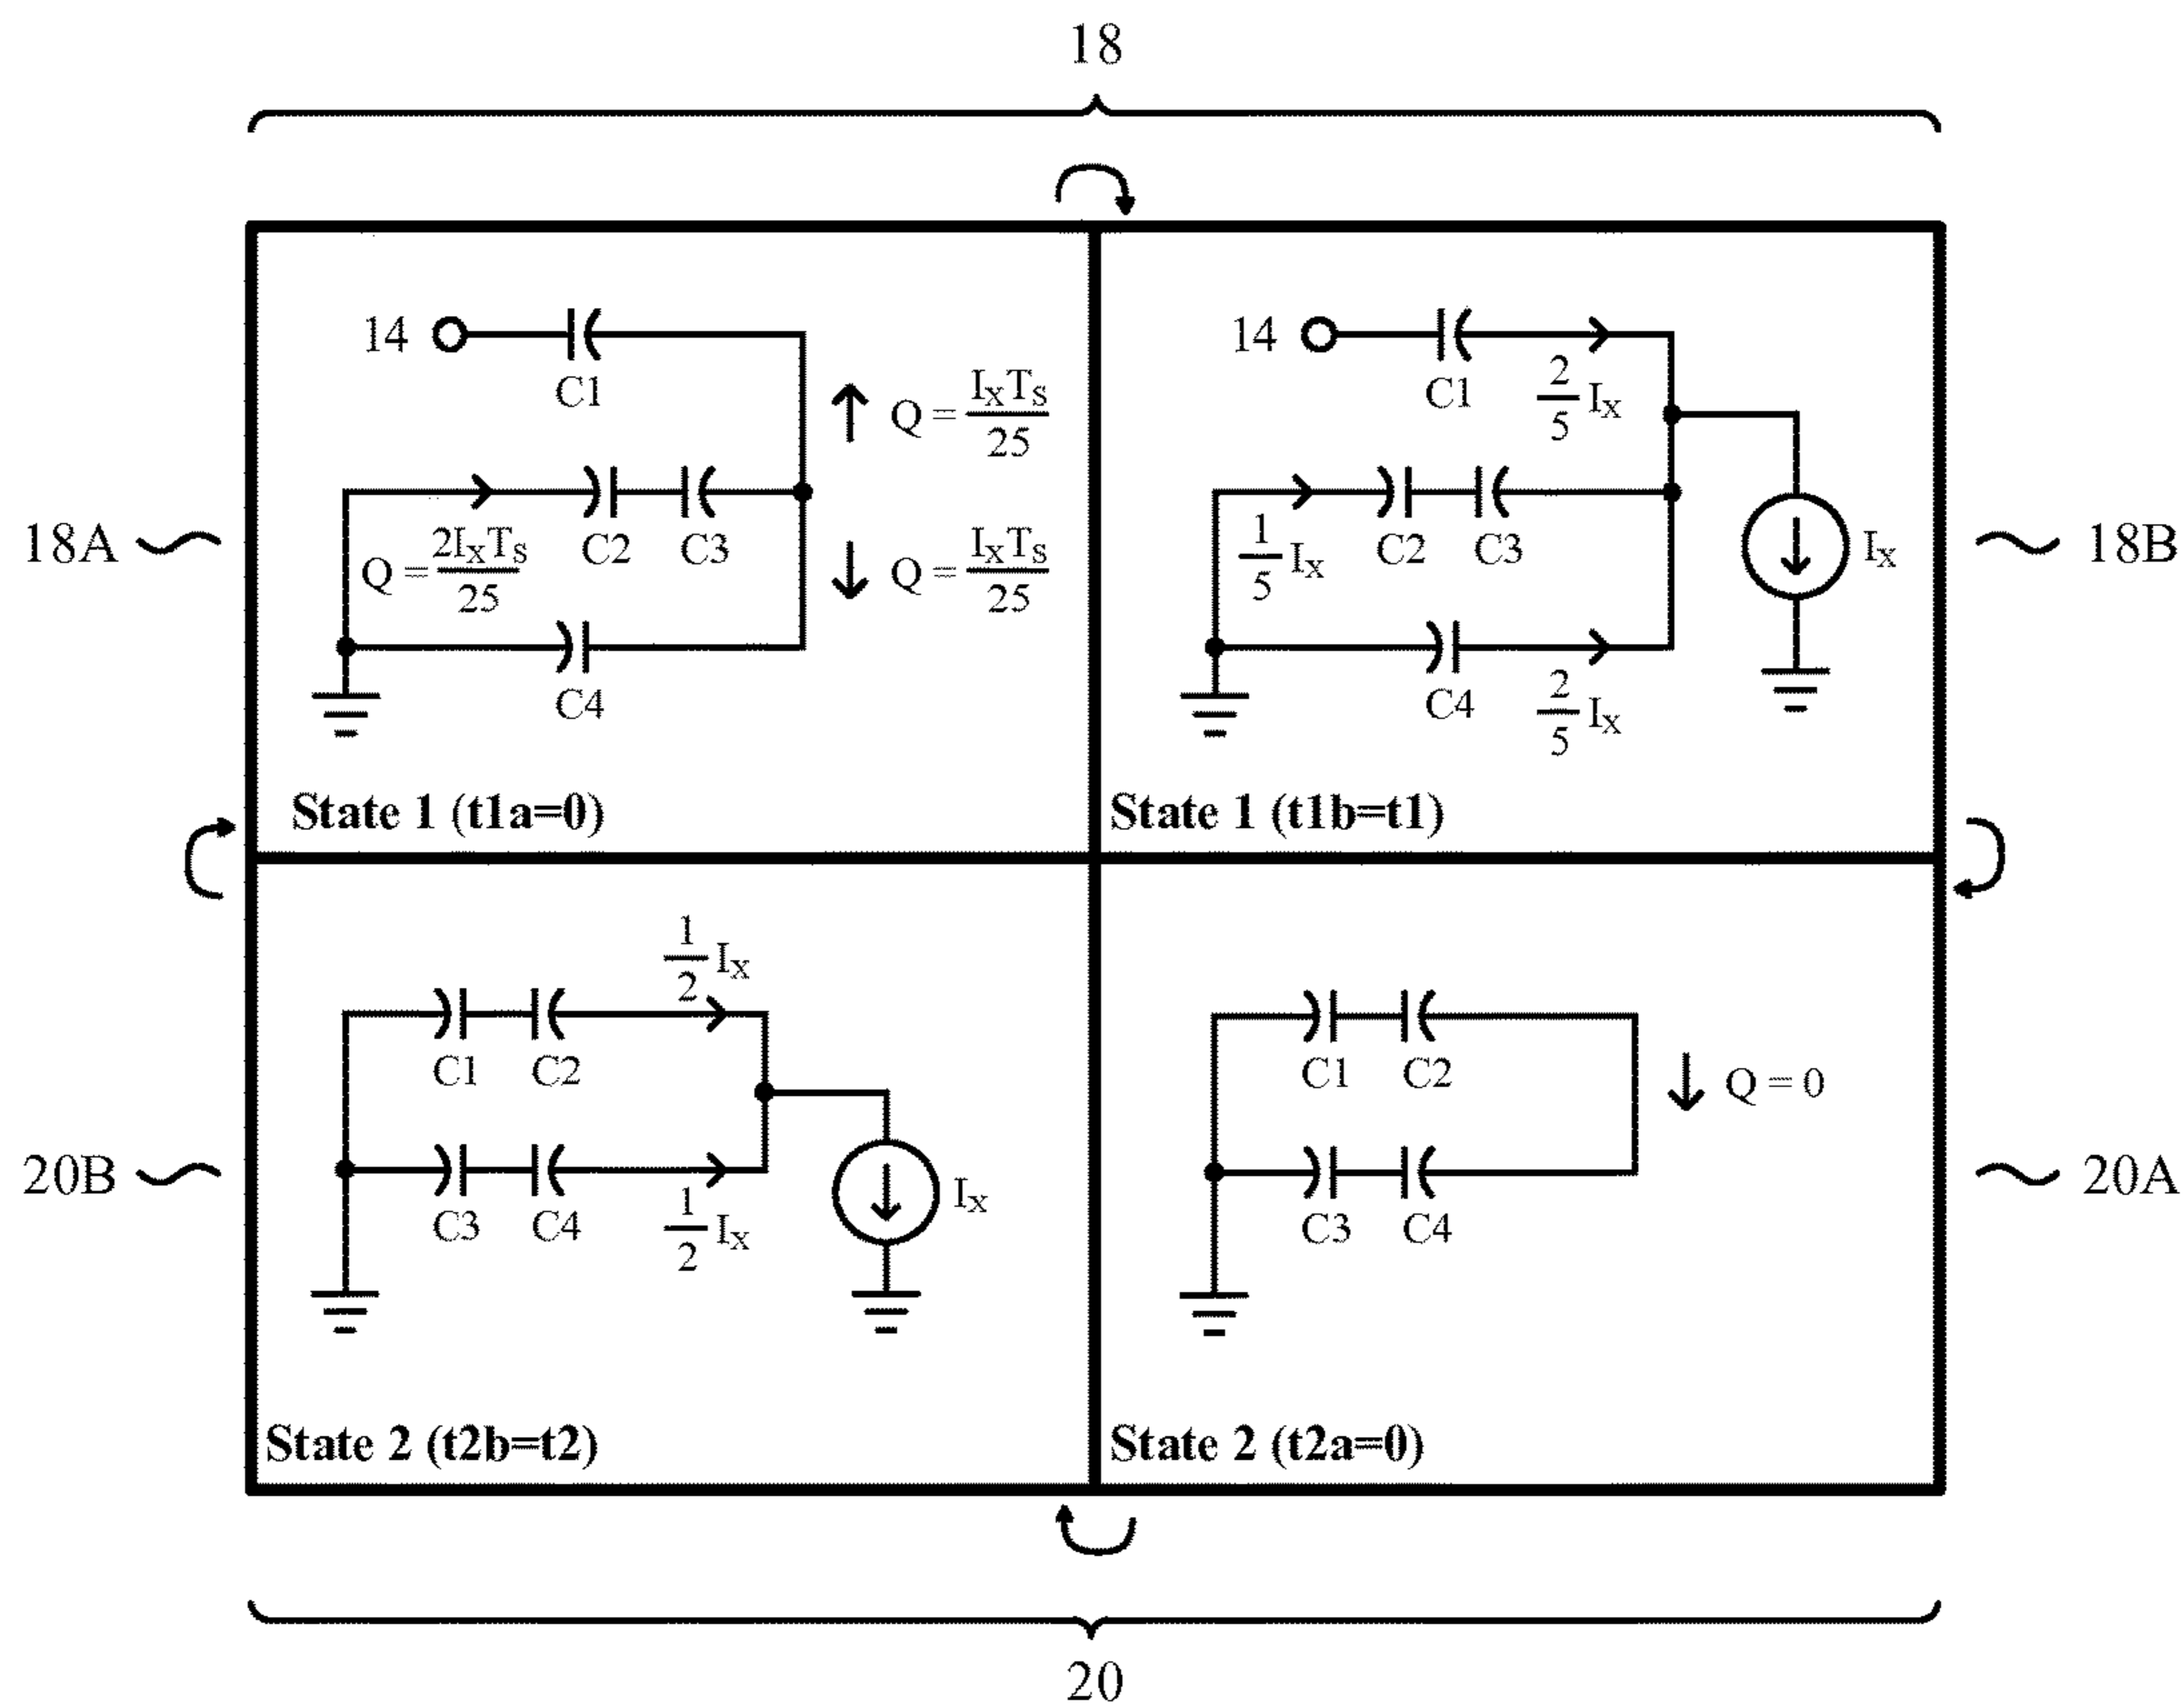 18
14
C1
Q = IₓTₛ/25
C2
C3
Q = 2IₓTₛ/25
Q = IₓTₛ/25
C4
18A
State 1 (t1a=0)
14
C1
2/5 Iₓ
C2
C3
1/5 Iₓ
Iₓ
C4
2/5 Iₓ
18B
State 1 (t1b=t1)
1/2 Iₓ
C1
C2
C3
C4
1/2 Iₓ
Iₓ
20B
State 2 (t2b=t2)
C1
C2
Q = 0
C3
C4
20A
State 2 (t2a=0)
20